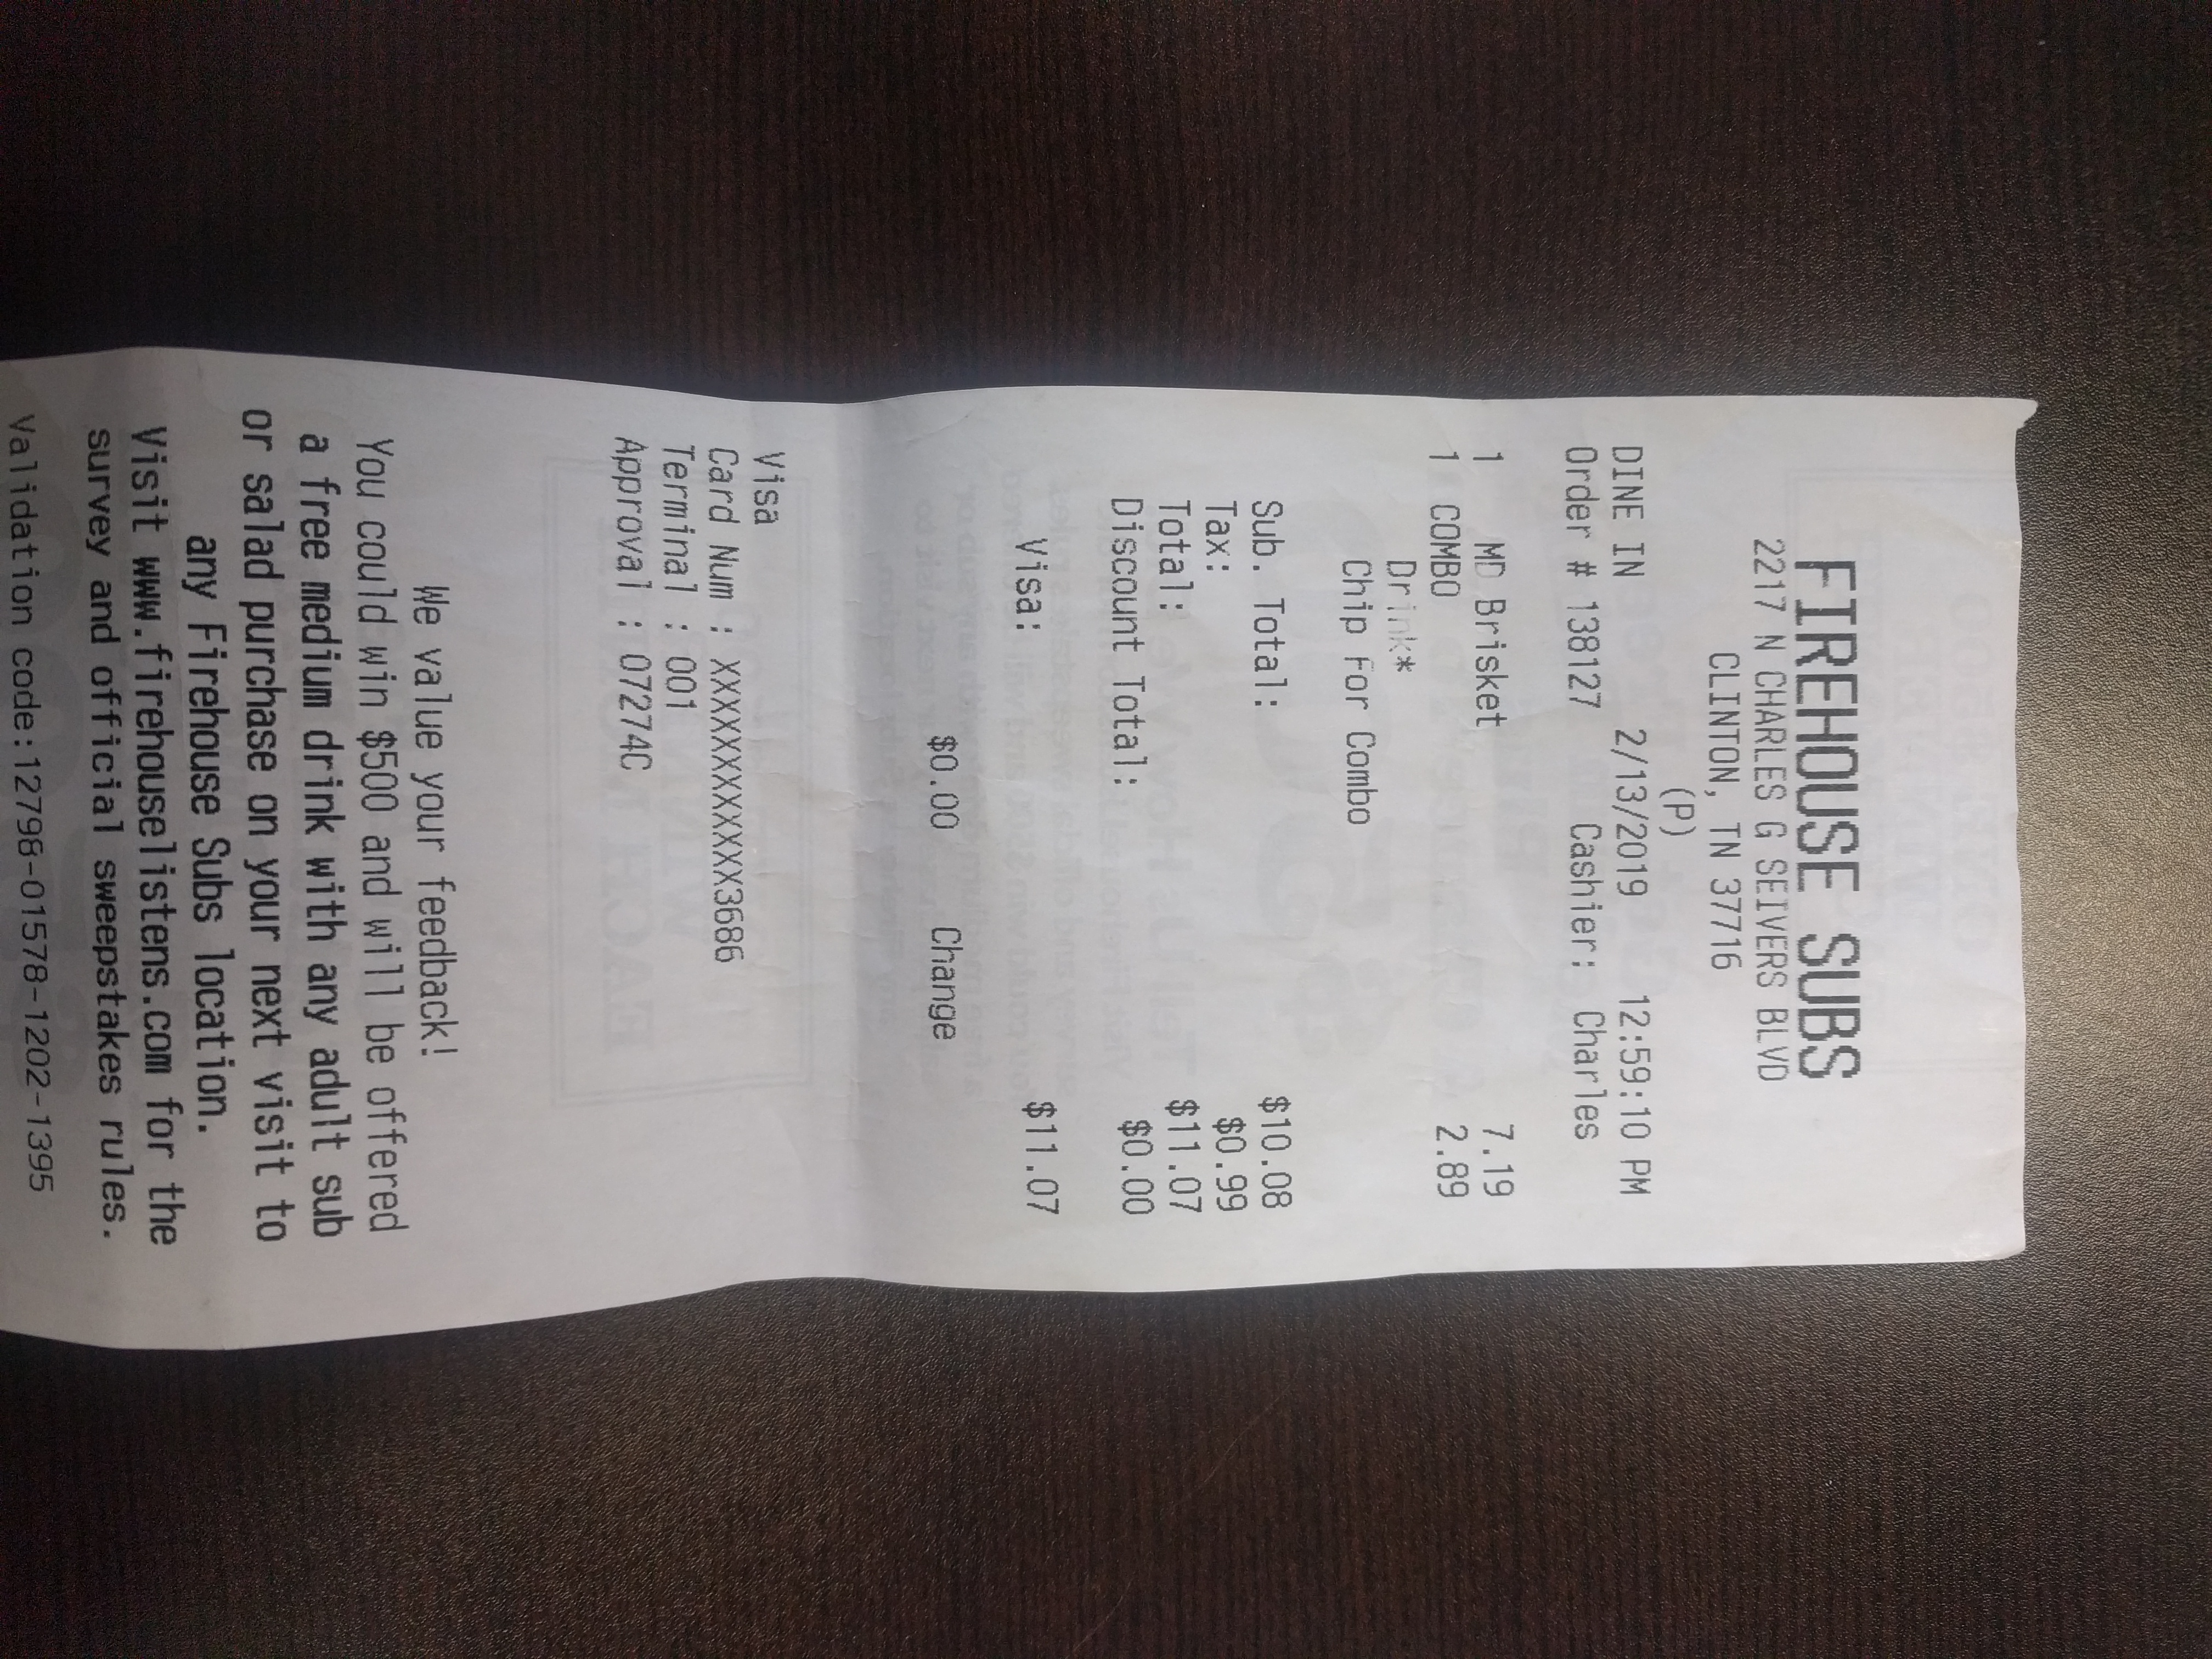 FIREHOUSE SUBS
2217 N CHARLES G SEIVERS BLVD
CLINTON, TN 37716
(P)
DINE IN 2/13/2019 12:59:10 PM
Order # 138127 Cashier: Charles
1 MD Brisket 7.19
1 COMBO 2.89
Drink*
Chip For Combo
Sub. Total: $10.08
Tax: $0.99
Total: $11.07
Discount Total: $0.00
Visa: $11.07
$0.00 Change
Visa
Card Num : XXXXXXXXXXXX3686
Terminal : 001
Approval : 07274C
We value your feedback!
You could win $500 and will be offered
a free medium drink with any adult sub
or salad purchase on your next visit to
any Firehouse Subs location.
Visit www.firehouselistens.com for the
survey and official sweepstakes rules.
Validation code:12798-01578-1202-1395